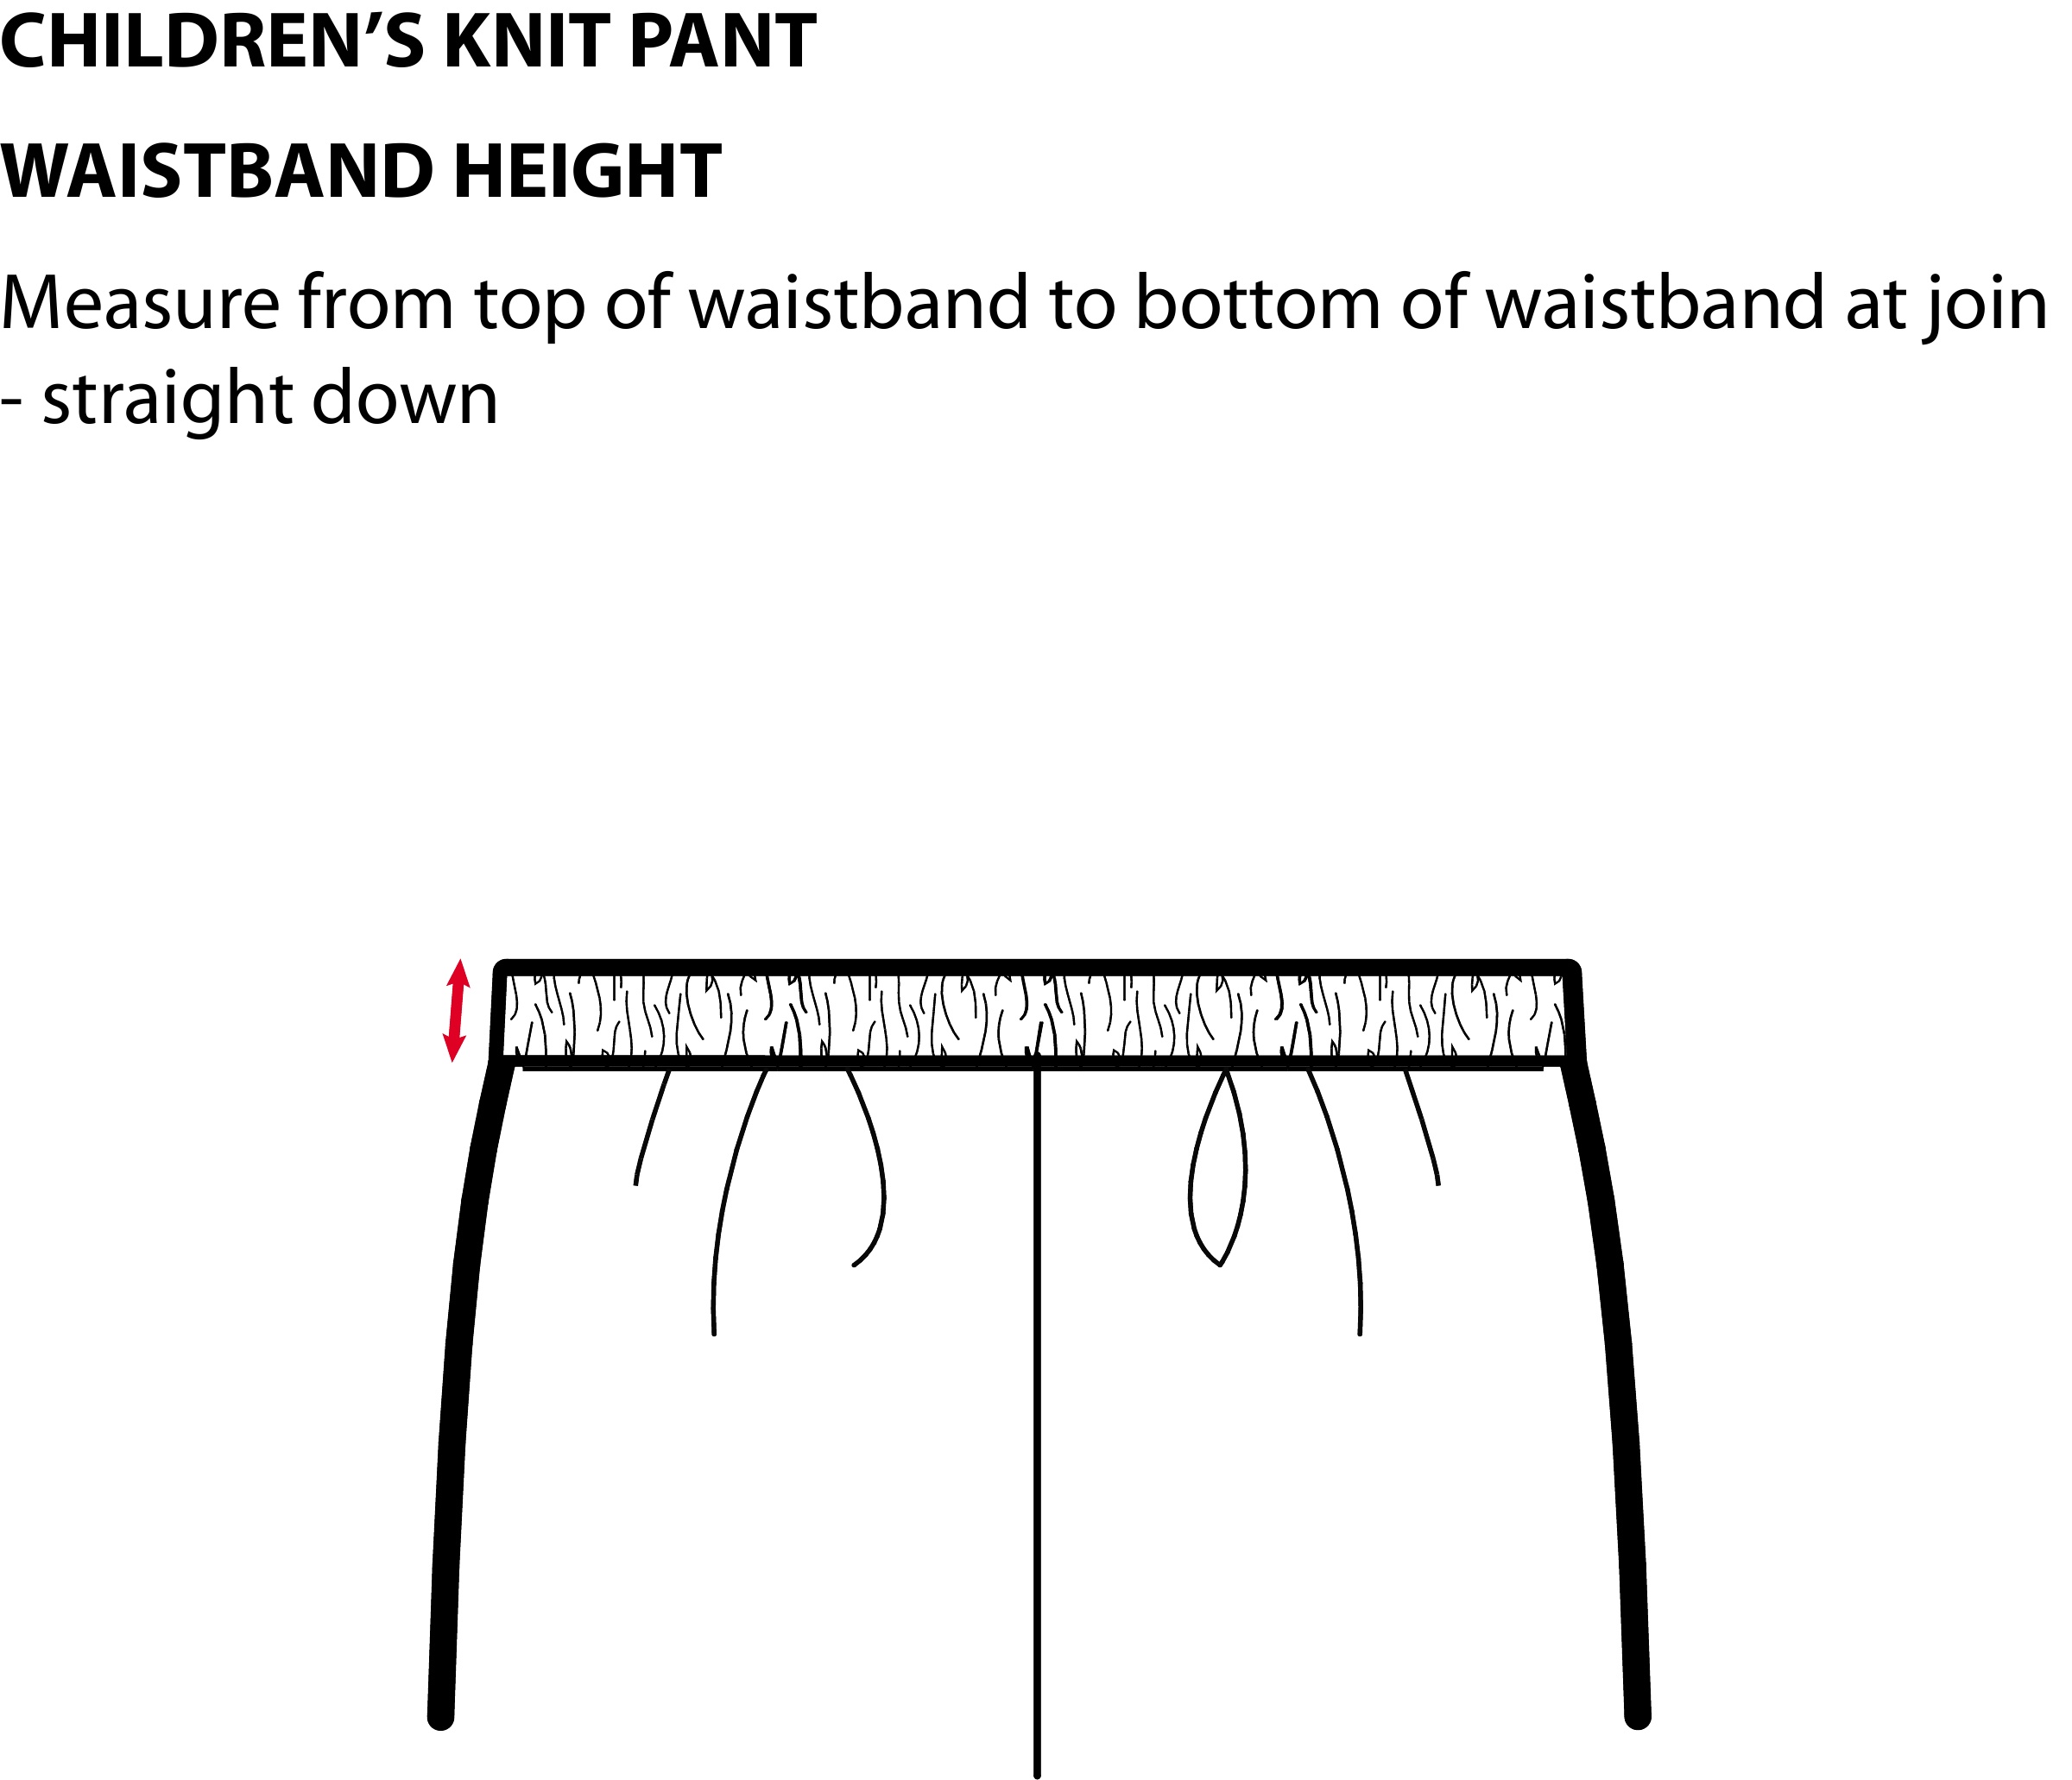 CHILDREN’S KNIT PANT
WAISTBAND HEIGHT
Measure from top of waistband to bottom of waistband at join
- straight down